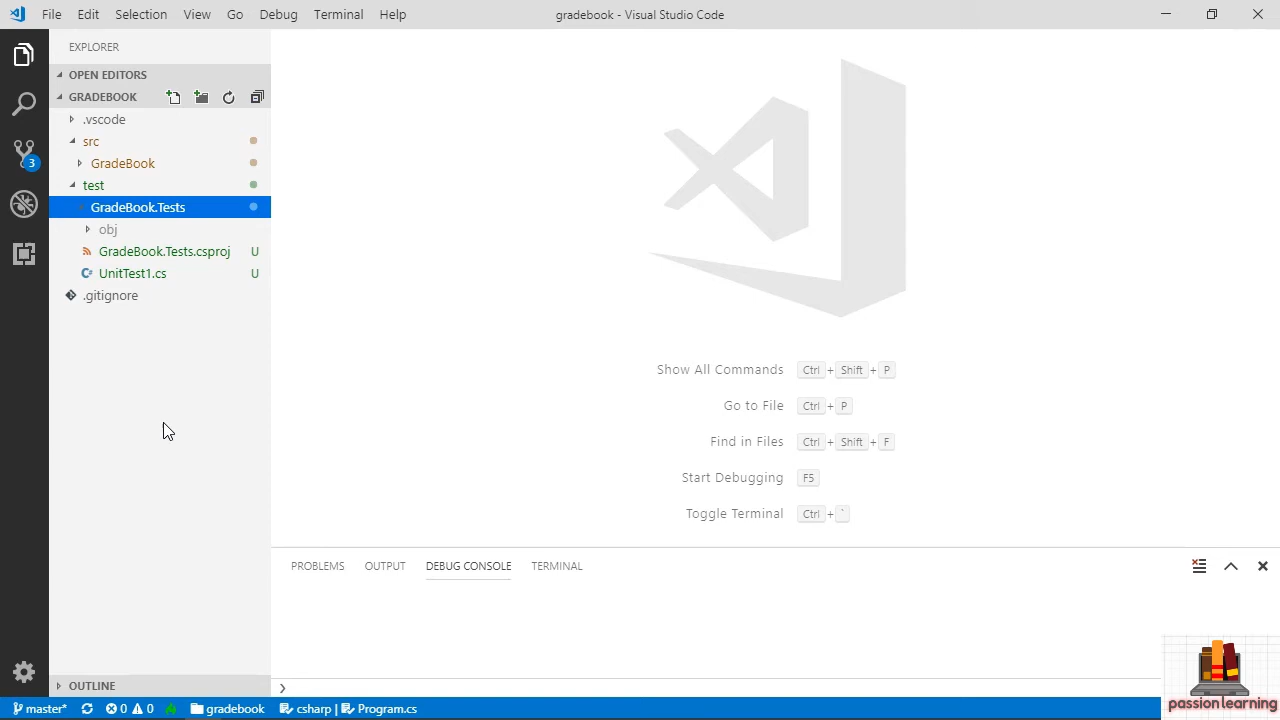 File Edit Selection View Go Debug Terminal Help
gradebook - Visual Studio Code
EXPLORER
OPEN EDITORS
GRADEBOOK
.vscode
src
GradeBook
test
GradeBook.Tests
obj
GradeBook.Tests.csproj U
C# UnitTest1.cs U
.gitignore
3
Show All Commands Ctrl + Shift + P
Go to File Ctrl + P
Find in Files Ctrl + Shift + F
Start Debugging F5
Toggle Terminal Ctrl + `
PROBLEMS OUTPUT DEBUG CONSOLE TERMINAL
OUTLINE
master* 0 0 gradebook csharp | Program.cs
passion learning